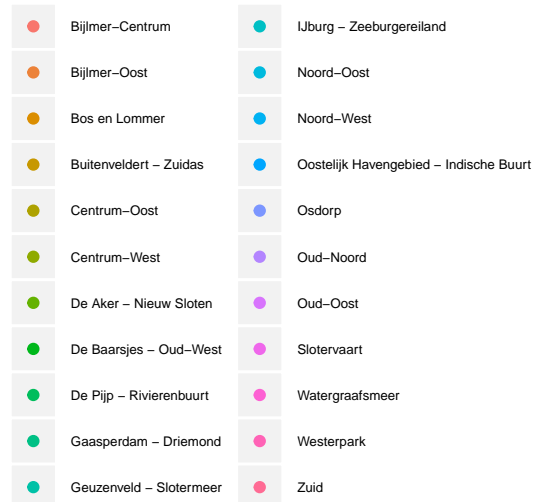 Bijlmer−Centrum
Bijlmer−Oost
Bos en Lommer
Buitenveldert − Zuidas
Centrum−Oost
Centrum−West
De Aker − Nieuw Sloten
De Baarsjes − Oud−West
De Pijp − Rivierenbuurt
Gaasperdam − Driemond
Geuzenveld − Slotermeer
IJburg − Zeeburgereiland
Noord−Oost
Noord−West
Oostelijk Havengebied − Indische Buurt
Osdorp
Oud−Noord
Oud−Oost
Slotervaart
Watergraafsmeer
Westerpark
Zuid